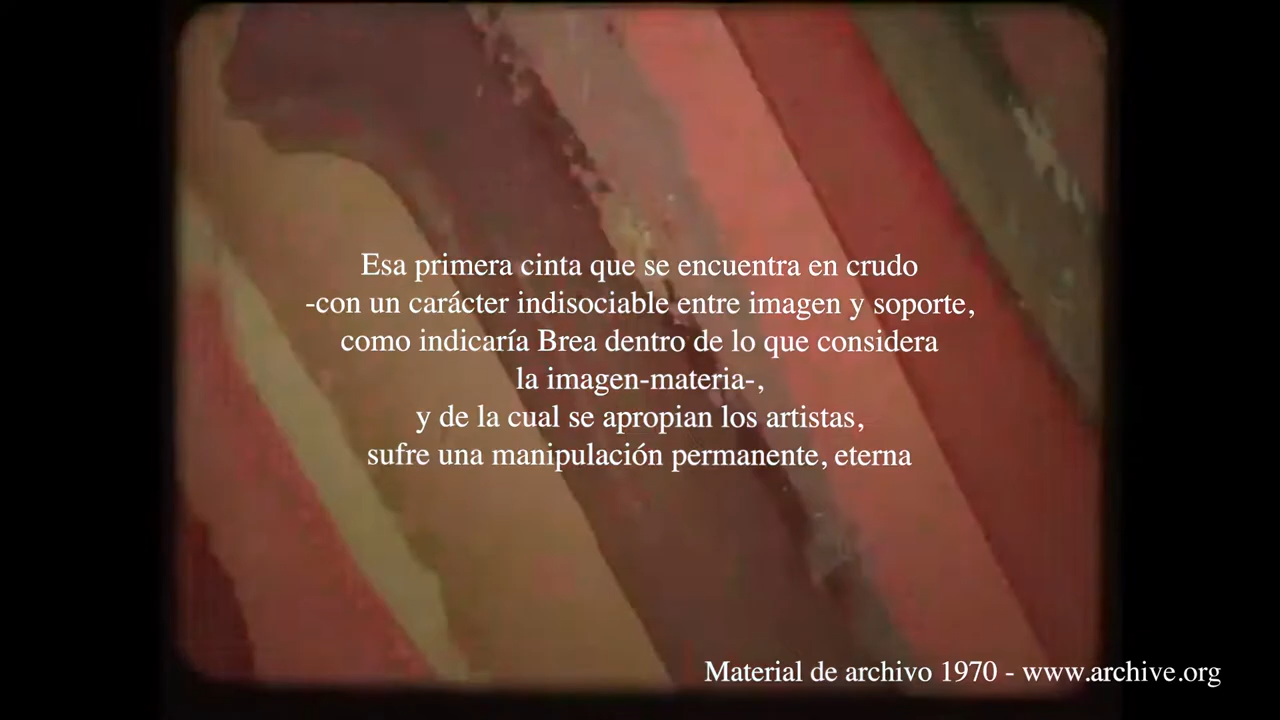 Esa primera cinta que se encuentra en crudo
-con un carácter indisociable entre imagen y soporte,
como indicaría Brea dentro de lo que considera
la imagen-materia-,
y de la cual se apropian los artistas,
sufre una manipulación permanente, eterna
Material de archivo 1970 - www.archive.org